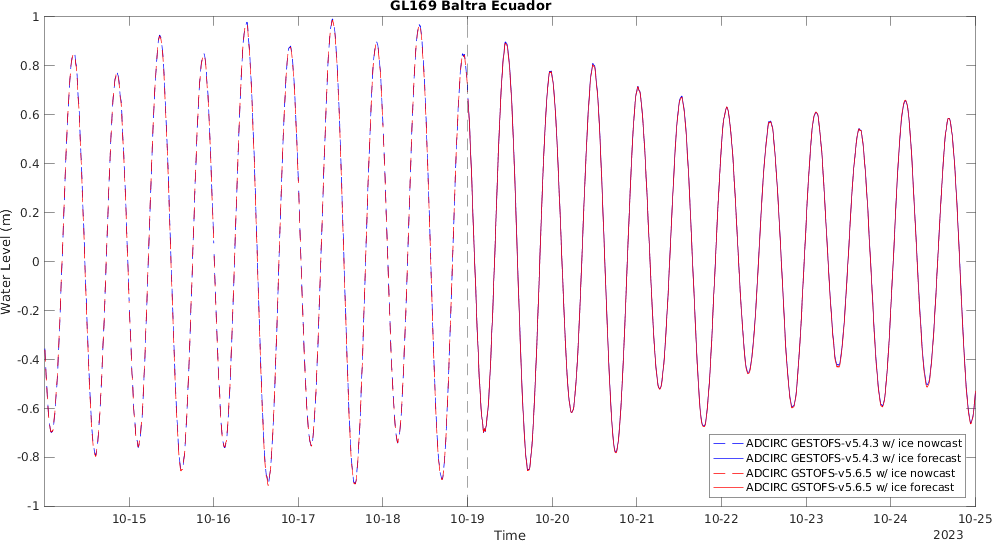 GL169 Baltra Ecuador
Water Level (m)
1
0.8
0.6
0.4
0.2
0
-0.2
-0.4
-0.6
-0.8
-1
ADCIRC GESTOFS-v5.4.3 w/ ice nowcast
ADCIRC GESTOFS-v5.4.3 w/ ice forecast
ADCIRC GSTOFS-v5.6.5 w/ ice nowcast
ADCIRC GSTOFS-v5.6.5 w/ ice forecast
10-15 10-16 10-17 10-18 10-19 10-20 10-21 10-22 10-23 10-24 10-25
Time
2023